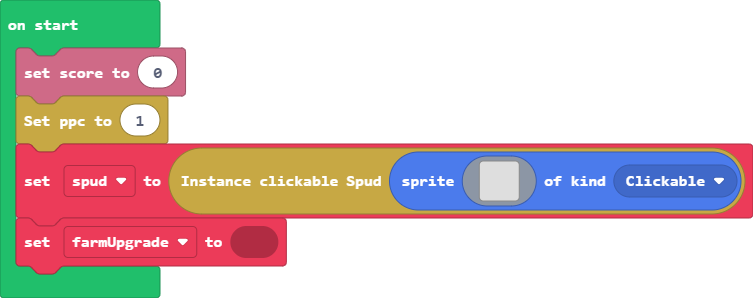 on start
set score to 0
Set ppc to 1
set spud to Instance clickable Spud sprite of kind Clickable
set farmUpgrade to